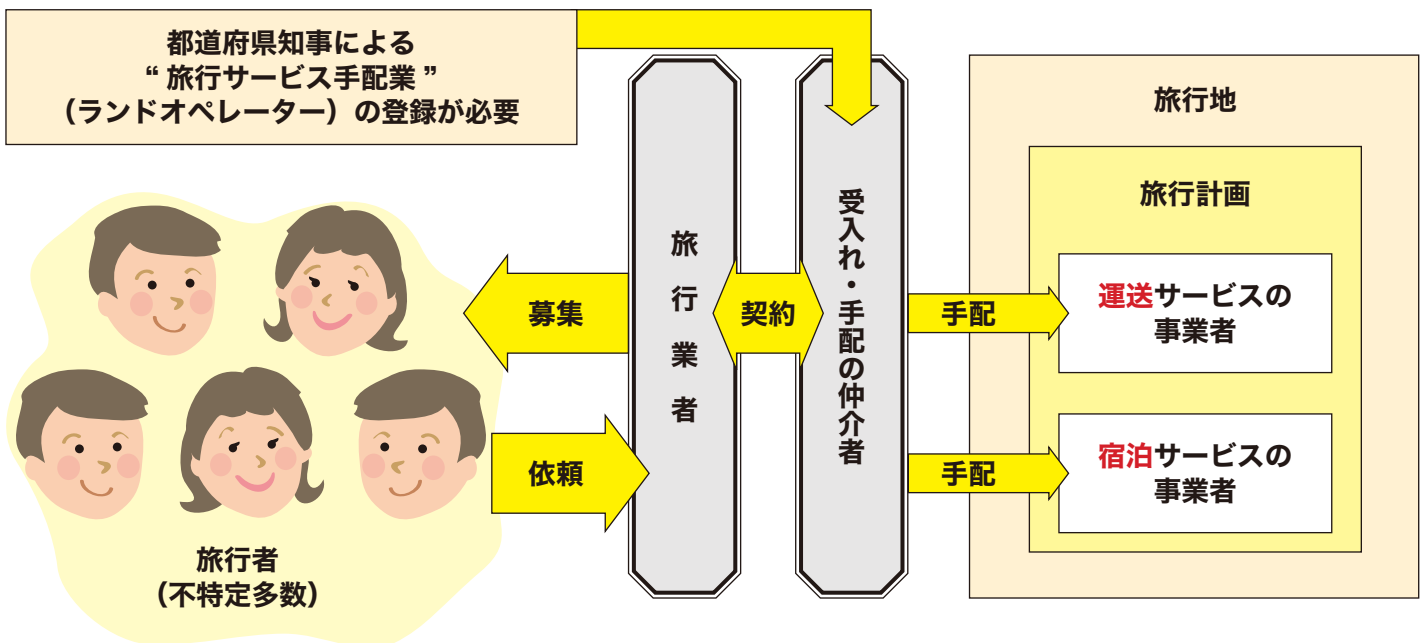 都道府県知事による
“ 旅行サービス手配業 ”
（ランドオペレーター）の登録が必要
旅行者
（不特定多数）
募集
依頼
旅行業者
契約
受入れ・手配の仲介者
手配
手配
旅行地
旅行計画
運送サービスの
事業者
宿泊サービスの
事業者